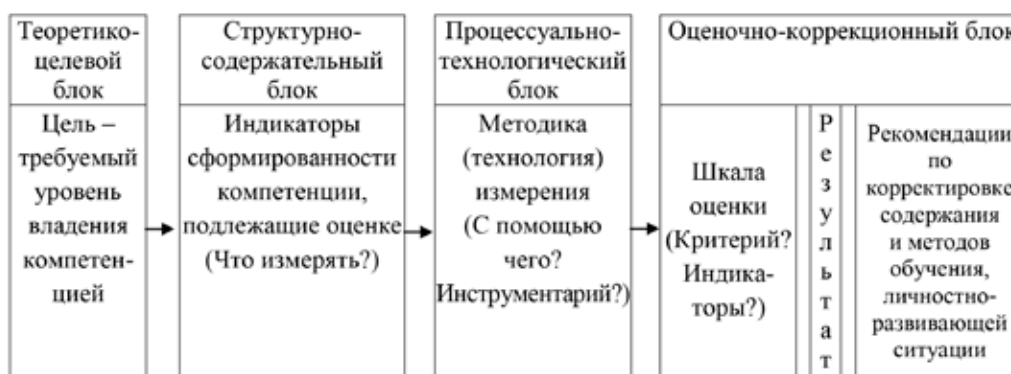 Теоретико-
целевой
блок
Цель –
требуемый
уровень
владения
компетен-
цией
Структурно-
содержательный
блок
Индикаторы
сформированности
компетенции,
подлежащие оценке
(Что измерять?)
Процессуально-
технологический
блок
Методика
(технология)
измерения
(С помощью
чего?
Инструментарий?)
Оценочно-коррекционный блок
Шкала
оценки
(Критерий?
Индика-
торы?)
Результат
Рекомендации
по
корректировке
содержания
и методов
обучения,
личностно-
развивающей
ситуации